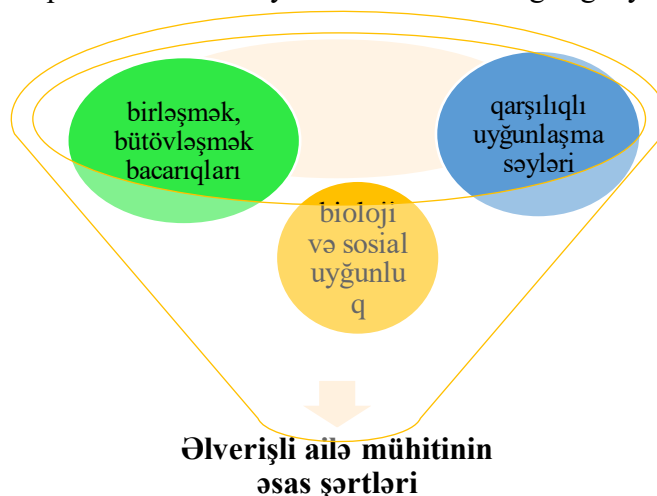 birləşmək,
bütövləşmək
bacarıqları
qarşılıqlı
uyğunlaşma
səyləri
bioloji
və sosial
uyğunlu
q
Əlverişli ailə mühitinin
əsas şərtləri